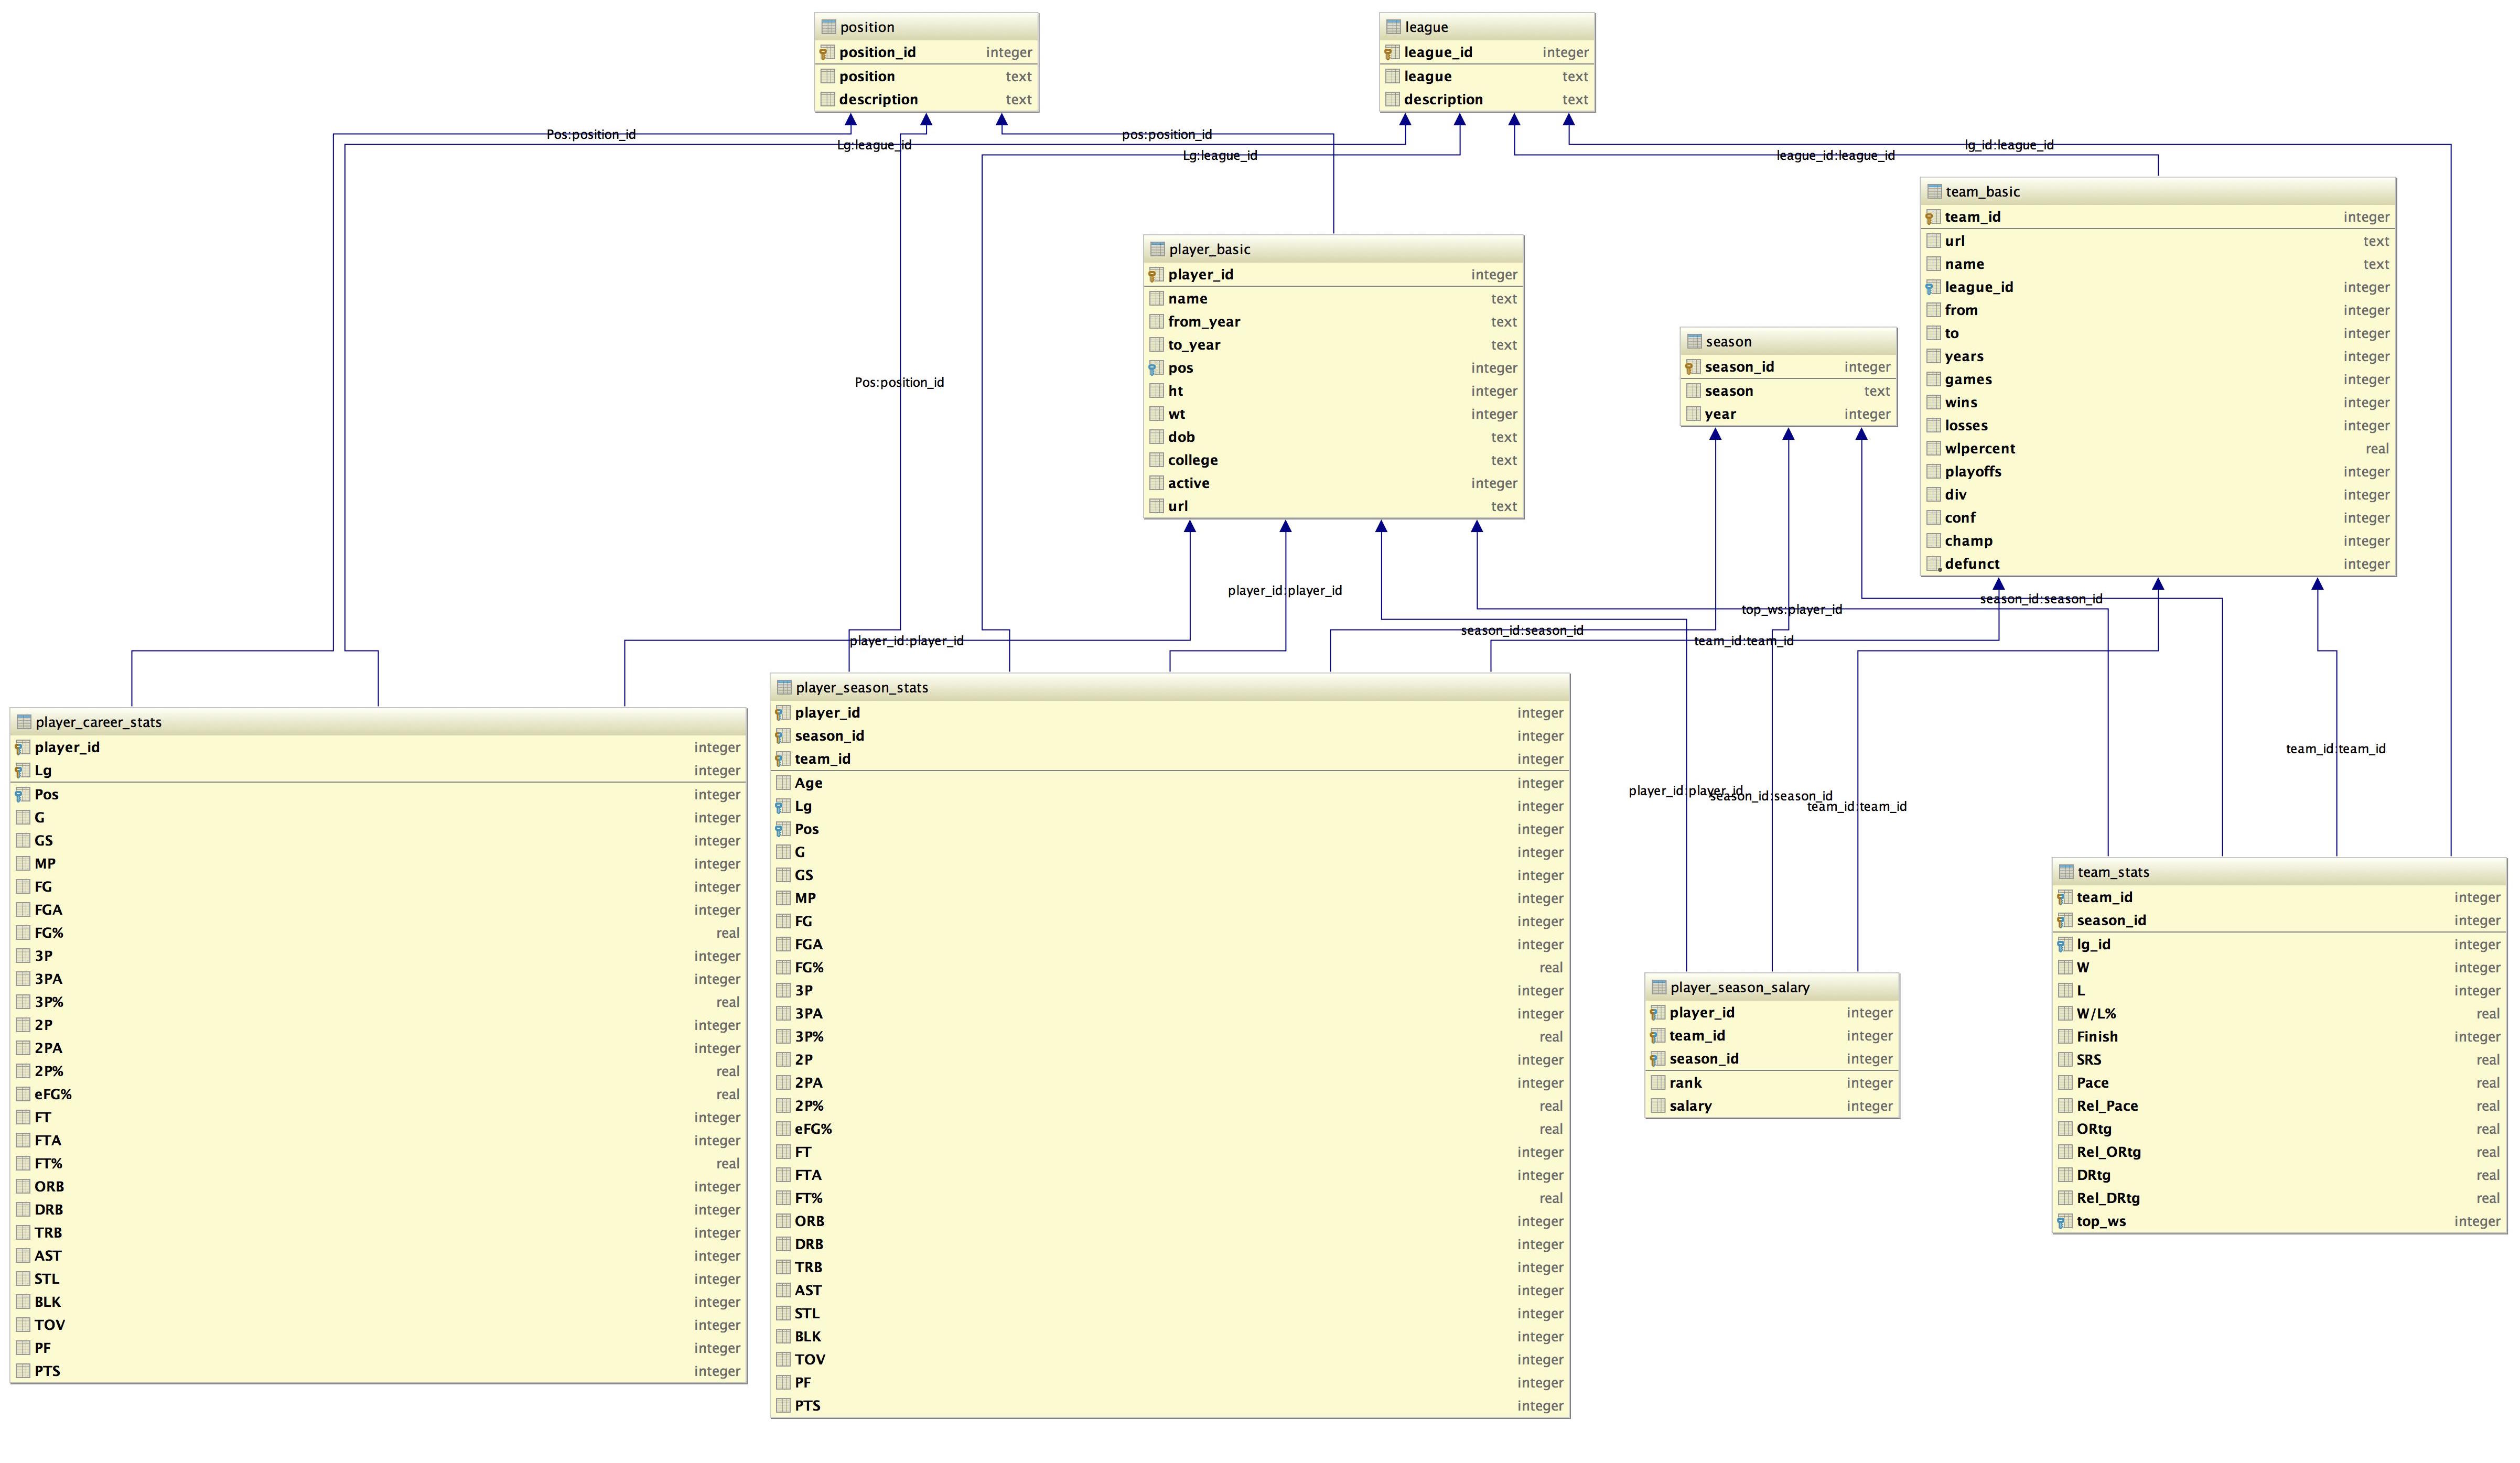 position
position_id integer
position text
description text
league
league_id integer
league text
description text
Pos:position_id
pos:position_id
Lg:league_id
lg_id:league_id
Lg:league_id
league_id:league_id
team_basic
team_id integer
url text
name text
league_id integer
from integer
to integer
years integer
games integer
wins integer
losses integer
wlpercent real
playoffs integer
div integer
conf integer
champ integer
defunct integer
player_basic
player_id integer
name text
from_year text
to_year text
pos integer
ht integer
wt integer
dob text
college text
active integer
url text
season
season_id integer
season text
year integer
Pos:position_id
player_id:player_id
season_id:season_id
top_ws:player_id
season_id:season_id
player_id:player_id
team_id:team_id
player_season_stats
player_id integer
season_id integer
team_id integer
Age integer
Lg integer
Pos integer
G integer
GS integer
MP integer
FG integer
FGA integer
FG% real
3P integer
3PA integer
3P% real
2P integer
2PA integer
2P% real
eFG% real
FT integer
FTA integer
FT% real
ORB integer
DRB integer
TRB integer
AST integer
STL integer
BLK integer
TOV integer
PF integer
PTS integer
player_career_stats
player_id integer
Lg integer
Pos integer
G integer
GS integer
MP integer
FG integer
FGA integer
FG% real
3P integer
3PA integer
3P% real
2P integer
2PA integer
2P% real
eFG% real
FT integer
FTA integer
FT% real
ORB integer
DRB integer
TRB integer
AST integer
STL integer
BLK integer
TOV integer
PF integer
PTS integer
team_id:team_id
player_id:player_id
season_id:season_id
team_id:team_id
team_stats
team_id integer
season_id integer
lg_id integer
W integer
L integer
W/L% real
Finish integer
SRS real
Pace real
Rel_Pace real
ORtg real
Rel_ORtg real
DRtg real
Rel_DRtg real
top_ws integer
player_season_salary
player_id integer
team_id integer
season_id integer
rank integer
salary integer